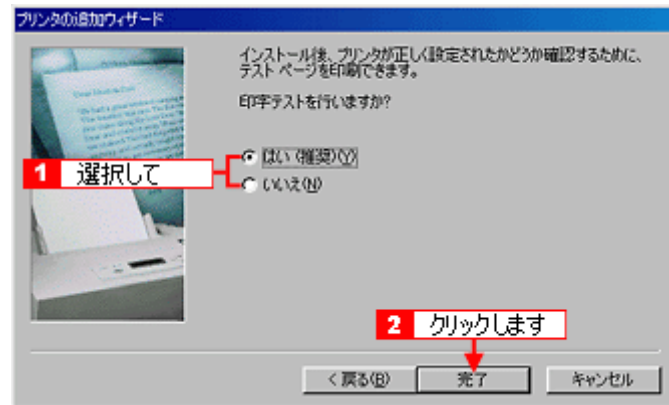 プリンタの追加ウィザード
インストール後、プリンタが正しく設定されたかどうか確認するために、
テスト ページを印刷できます。
印字テストを行いますか?
はい (推奨)(Y)
1 選択して
いいえ(N)
2 クリックします
< 戻る(B)
完了
キャンセル